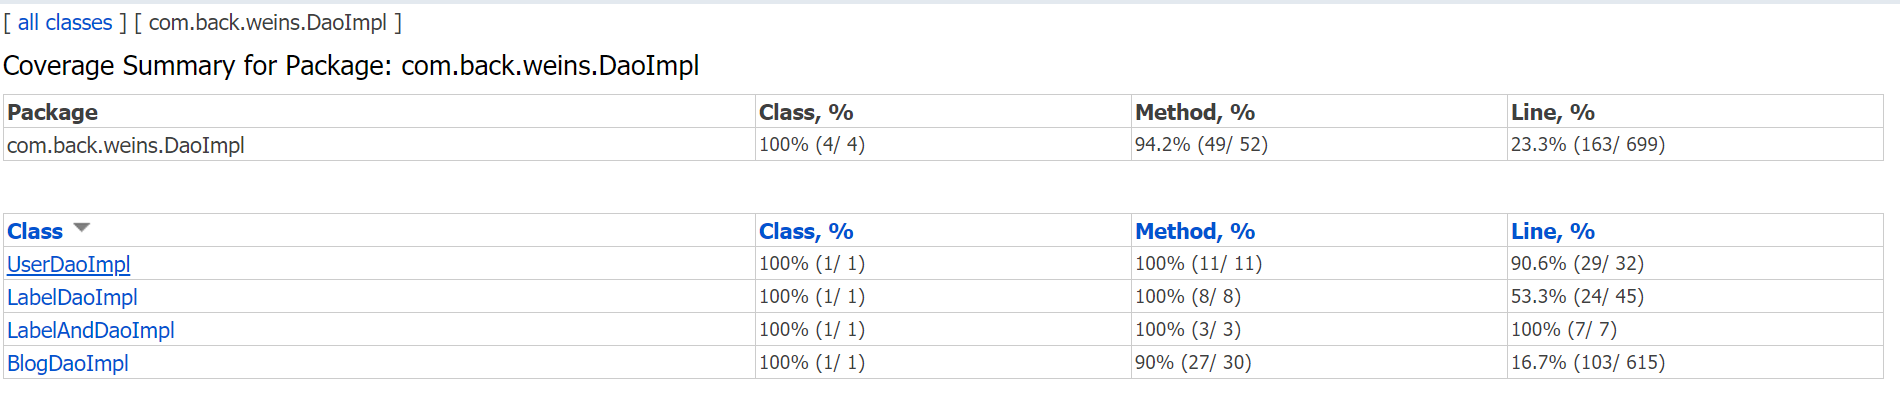 [ all classes ] [ com.back.weins.DaoImpl ]
Coverage Summary for Package: com.back.weins.DaoImpl
Package Class, % Method, % Line, %
com.back.weins.DaoImpl 100% (4/ 4) 94.2% (49/ 52) 23.3% (163/ 699)
Class Class, % Method, % Line, %
UserDaoImpl 100% (1/ 1) 100% (11/ 11) 90.6% (29/ 32)
LabelDaoImpl 100% (1/ 1) 100% (8/ 8) 53.3% (24/ 45)
LabelAndDaoImpl 100% (1/ 1) 100% (3/ 3) 100% (7/ 7)
BlogDaoImpl 100% (1/ 1) 90% (27/ 30) 16.7% (103/ 615)